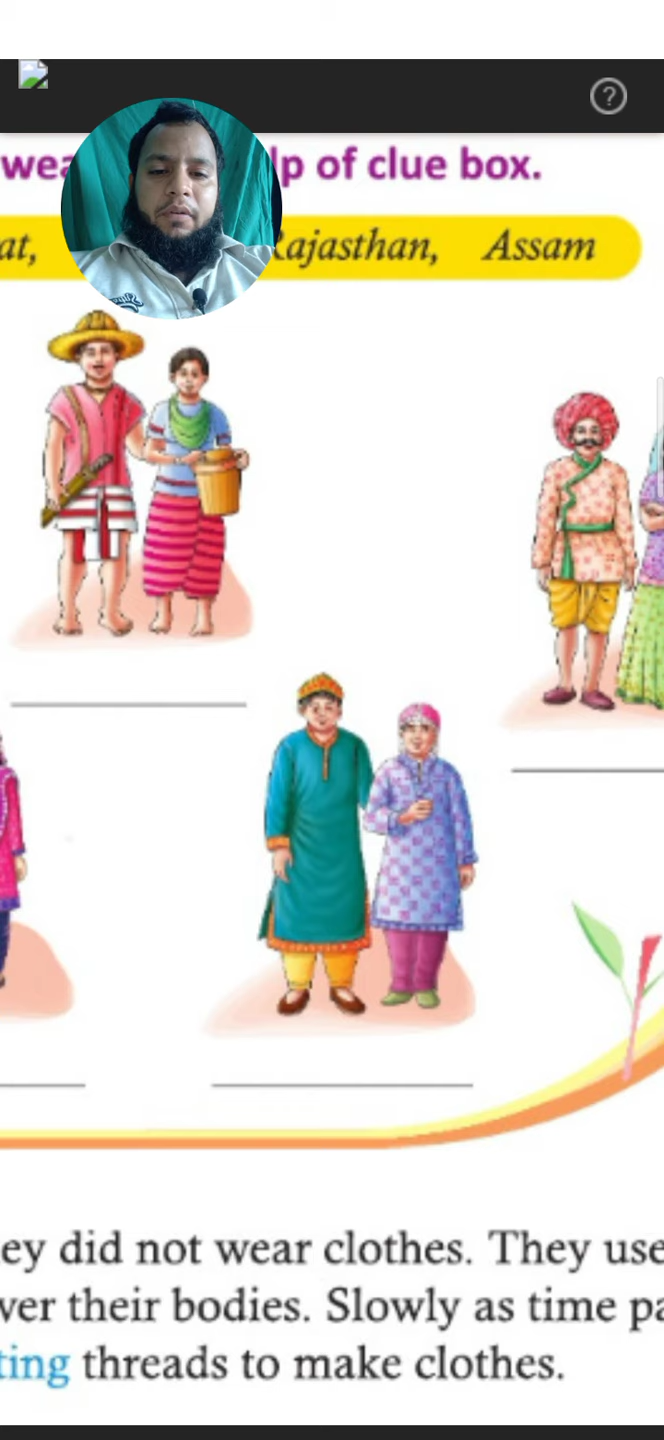 wea lp of clue box.
at, Rajasthan, Assam
ey did not wear clothes. They use
ver their bodies. Slowly as time pa
ting threads to make clothes.